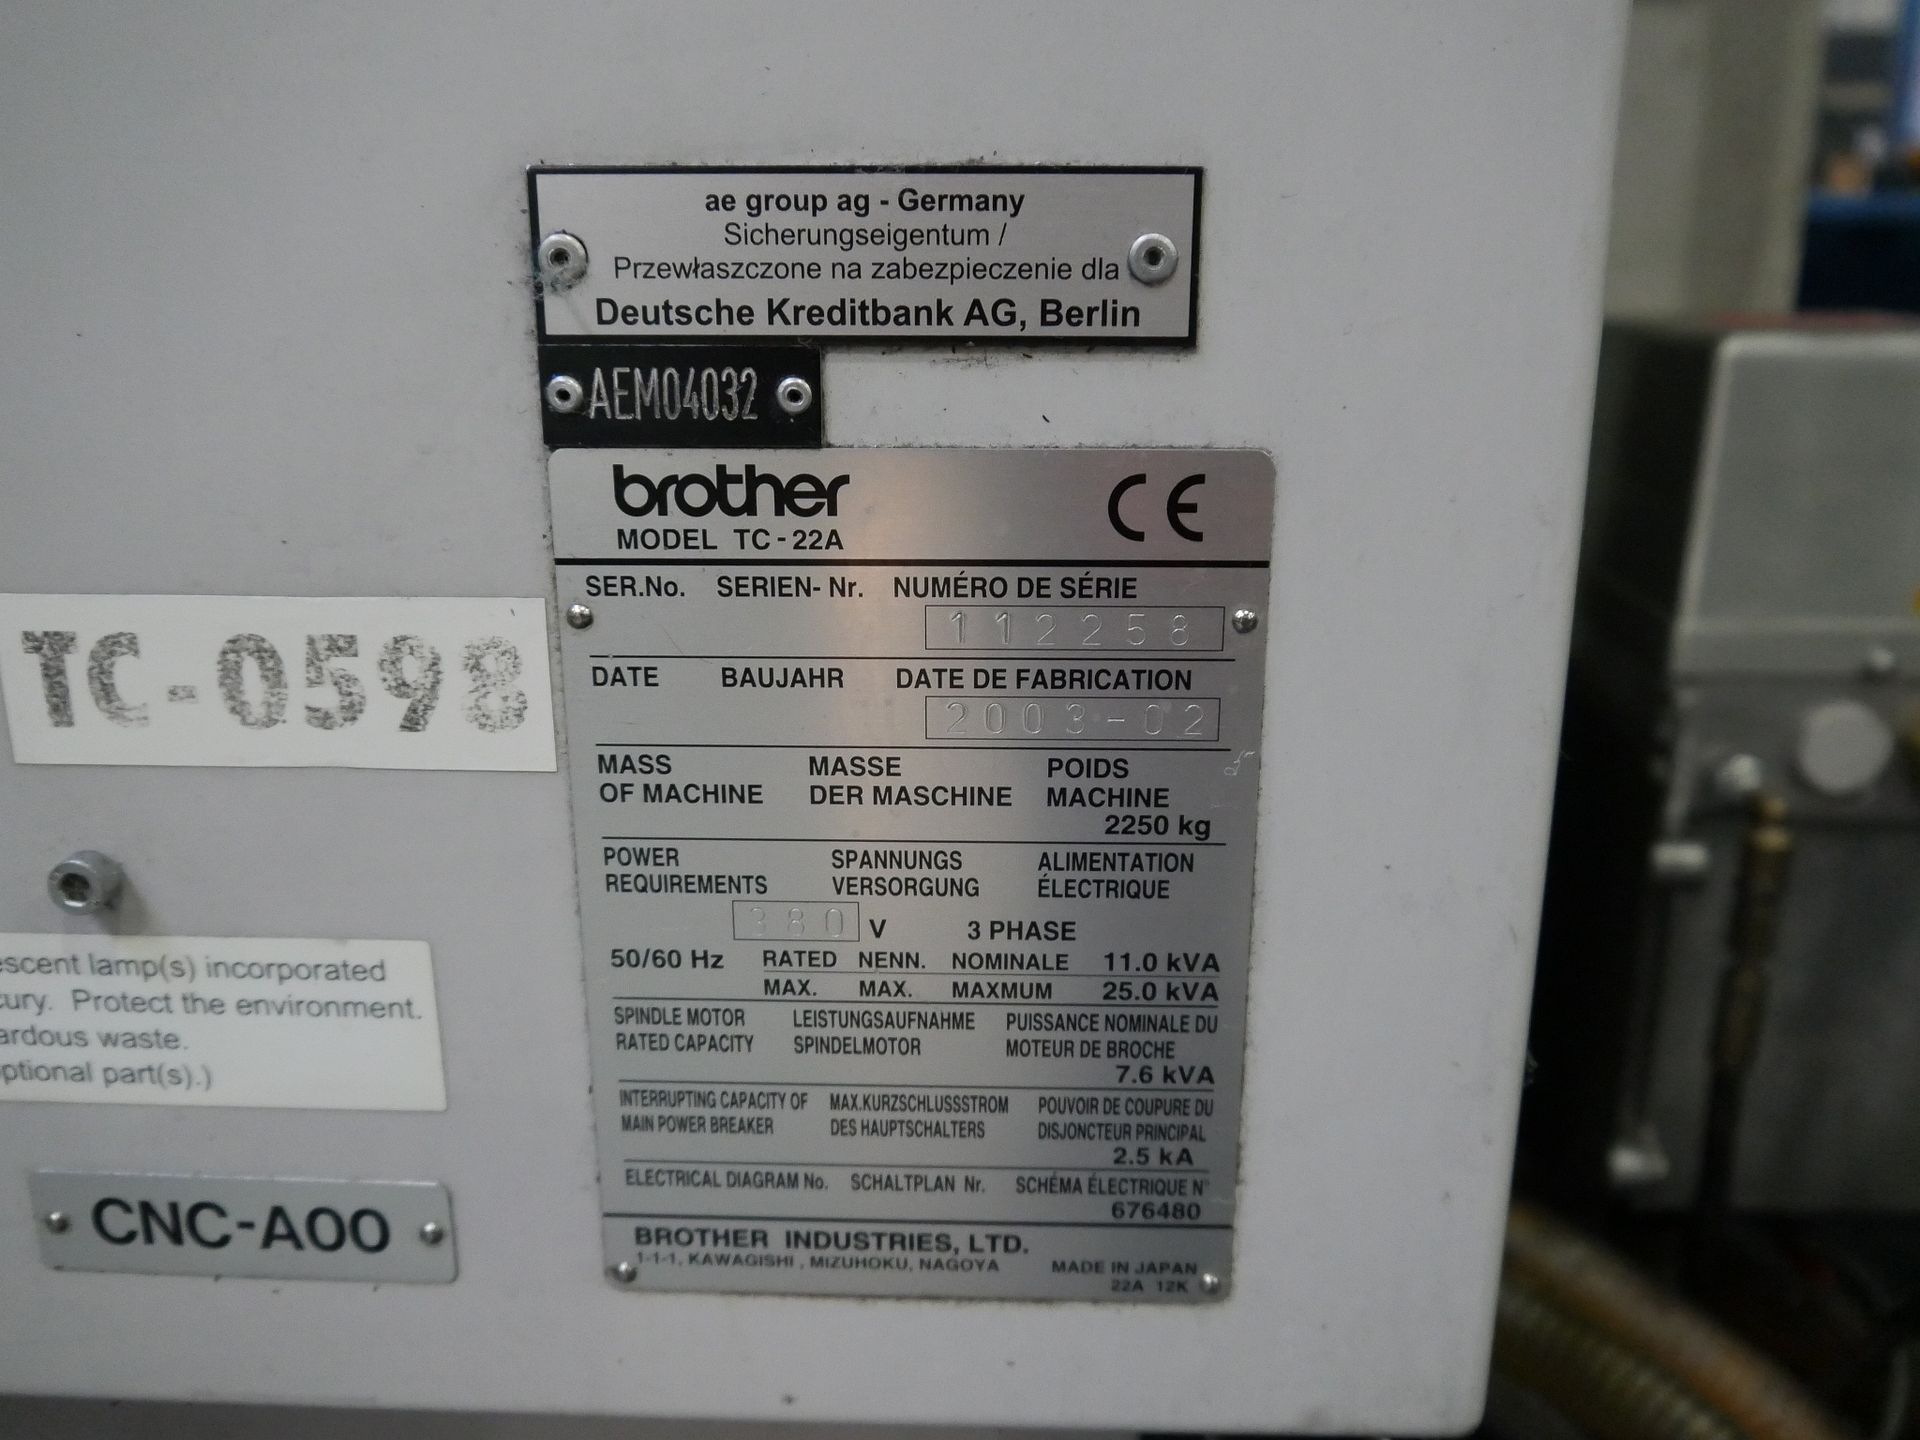 ae group ag - Germany
Sicherungseigentum /
Przewłaszczone na zabezpieczenie dla
Deutsche Kreditbank AG, Berlin
AEM04032
brother
CE
MODEL TC-22A
SER.No. SERIEN- Nr. NUMÉRO DE SÉRIE
112258
DATE BAUJAHR DATE DE FABRICATION
2003-02
MASS MASSE POIDS
OF MACHINE DER MASCHINE MACHINE
2250 kg
POWER SPANNUNGS ALIMENTATION
REQUIREMENTS VERSORGUNG ÉLECTRIQUE
380 V 3 PHASE
50/60 Hz RATED NENN. NOMINALE 11.0 kVA
MAX. MAX. MAXMUM 25.0 kVA
SPINDLE MOTOR LEISTUNGSAUFNAHME PUISSANCE NOMINALE DU
RATED CAPACITY SPINDELMOTOR MOTEUR DE BROCHE
7.6 kVA
INTERRUPTING CAPACITY OF MAX.KURZSCHLUSSSTROM POUVOIR DE COUPURE DU
MAIN POWER BREAKER DES HAUPTSCHALTERS DISJONCTEUR PRINCIPAL
2.5 kA
ELECTRICAL DIAGRAM No. SCHALTPLAN Nr. SCHÉMA ÉLECTRIQUE N°
676480
BROTHER INDUSTRIES, LTD.
1-1-1, KAWAGISHI, MIZUHOKU, NAGOYA MADE IN JAPAN
22A 12K
TC-0598
escent lamp(s) incorporated
cury. Protect the environment.
ardous waste.
ptional part(s).)
CNC-A00